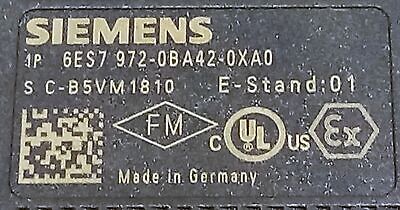 SIEMENS
1P 6ES7 972-0BA42-0XA0
S C-B5VM1810 E-Stand:01
FM C UL US Ex
Made in Germany